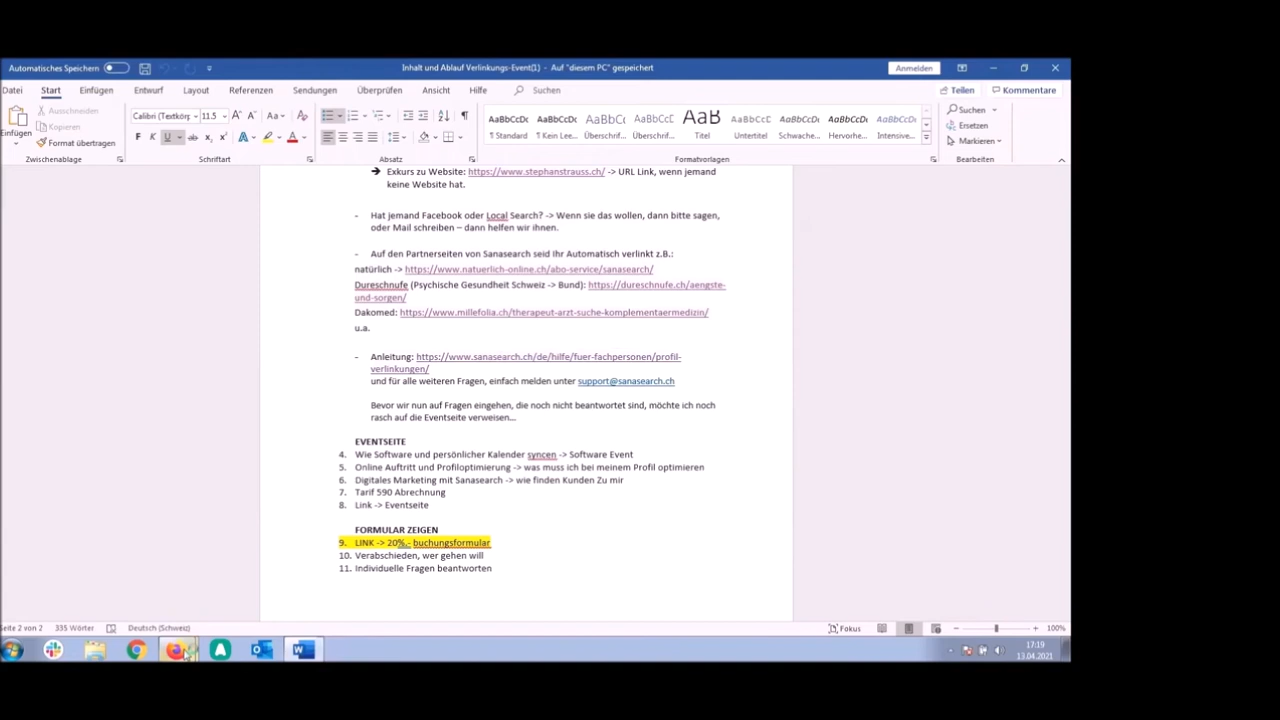 Automatisches Speichern
Inhalt und Ablauf Verlinkungs-Event(1) - Auf "diesem PC" gespeichert
Anmelden
Datei Start Einfügen Entwurf Layout Referenzen Sendungen Überprüfen Ansicht Hilfe Suchen
Teilen Kommentare
Einfügen
Ausschneiden
Kopieren
Format übertragen
Calibri (Textkörp 11.5
AaBbCcDc AaBbCcDc AaBbCc AaBbCcD AaB AaBbCcD AaBbCcDc AaBbCcDc AaBbCcDc
¶ Standard ¶ Kein Lee... Überschrif... Überschrif... Titel Untertitel Schwache... Hervorhe... Intensive...
Suchen
Ersetzen
Markieren
Zwischenablage Schriftart Absatz Formatvorlagen Bearbeiten
➔ Exkurs zu Website: https://www.stephanstrauss.ch/ -> URL Link, wenn jemand
keine Website hat.
- Hat jemand Facebook oder Local Search? -> Wenn sie das wollen, dann bitte sagen,
oder Mail schreiben – dann helfen wir ihnen.
- Auf den Partnerseiten von Sanasearch seid Ihr Automatisch verlinkt z.B.:
natürlich -> https://www.natuerlich-online.ch/abo-service/sanasearch/
Dureschnufe (Psychische Gesundheit Schweiz -> Bund): https://dureschnufe.ch/aengste-
und-sorgen/
Dakomed: https://www.millefolia.ch/therapeut-arzt-suche-komplementaermedizin/
u.a.
- Anleitung: https://www.sanasearch.ch/de/hilfe/fuer-fachpersonen/profil-
verlinkungen/
und für alle weiteren Fragen, einfach melden unter support@sanasearch.ch
Bevor wir nun auf Fragen eingehen, die noch nicht beantwortet sind, möchte ich noch
rasch auf die Eventseite verweisen...
EVENTSEITE
4. Wie Software und persönlicher Kalender syncen -> Software Event
5. Online Auftritt und Profiloptimierung -> was muss ich bei meinem Profil optimieren
6. Digitales Marketing mit Sanasearch -> wie finden Kunden Zu mir
7. Tarif 590 Abrechnung
8. Link -> Eventseite
FORMULAR ZEIGEN
9. LINK -> 20%.- buchungsformular
10. Verabschieden, wer gehen will
11. Individuelle Fragen beantworten
Seite 2 von 2 335 Wörter Deutsch (Schweiz)
Fokus
100%
17:19
13.04.2021